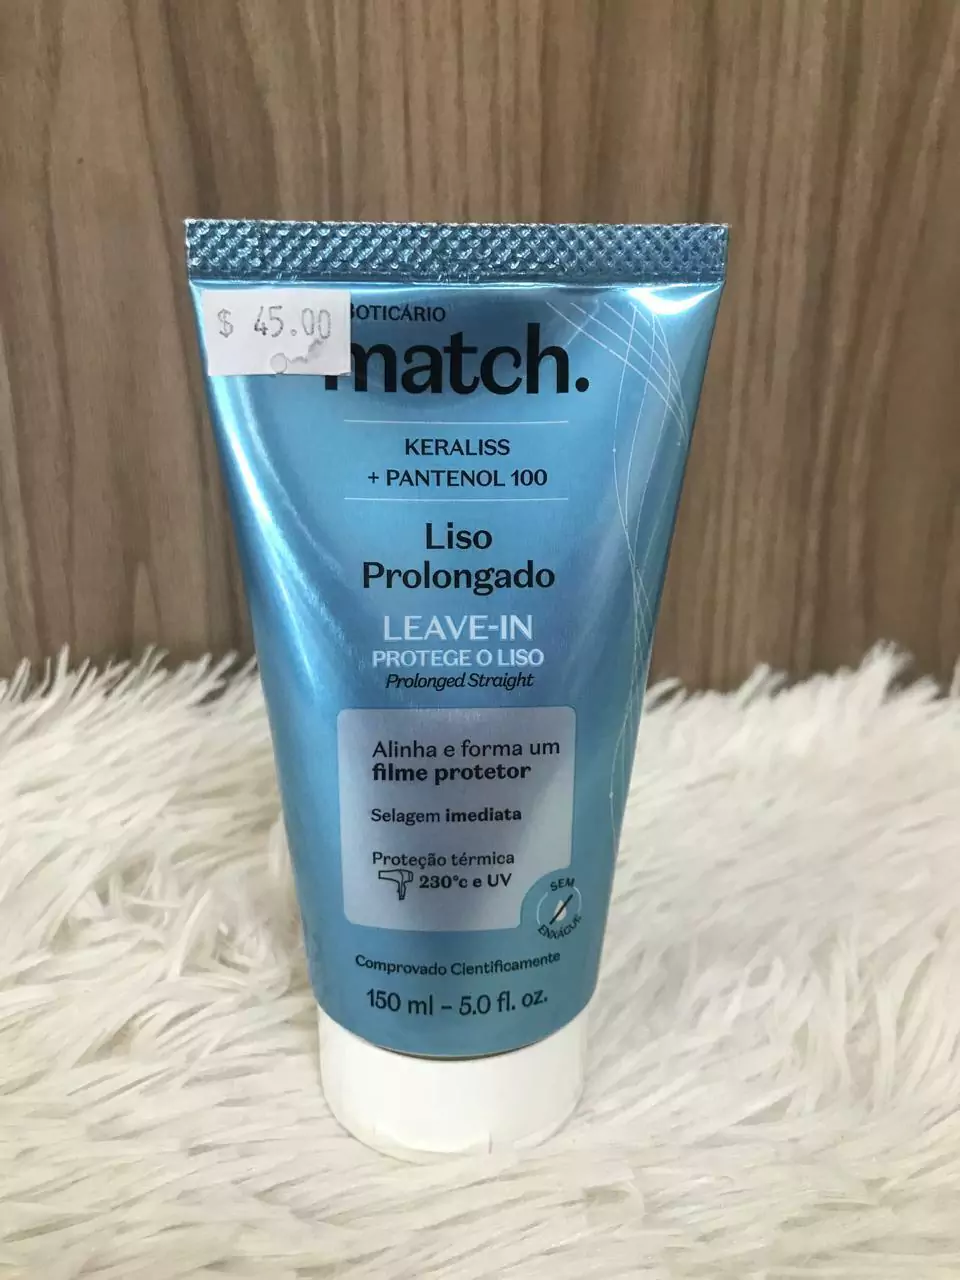 $ 45.00
BOTICÁRIO
match.
KERALISS
+ PANTENOL 100
Liso
Prolongado
LEAVE-IN
PROTEGE O LISO
Prolonged Straight
Alinha e forma um
filme protetor
Selagem imediata
Proteção térmica
230°c e UV
SEM
ENXÁGUE
Comprovado Cientificamente
150 ml – 5.0 fl. oz.